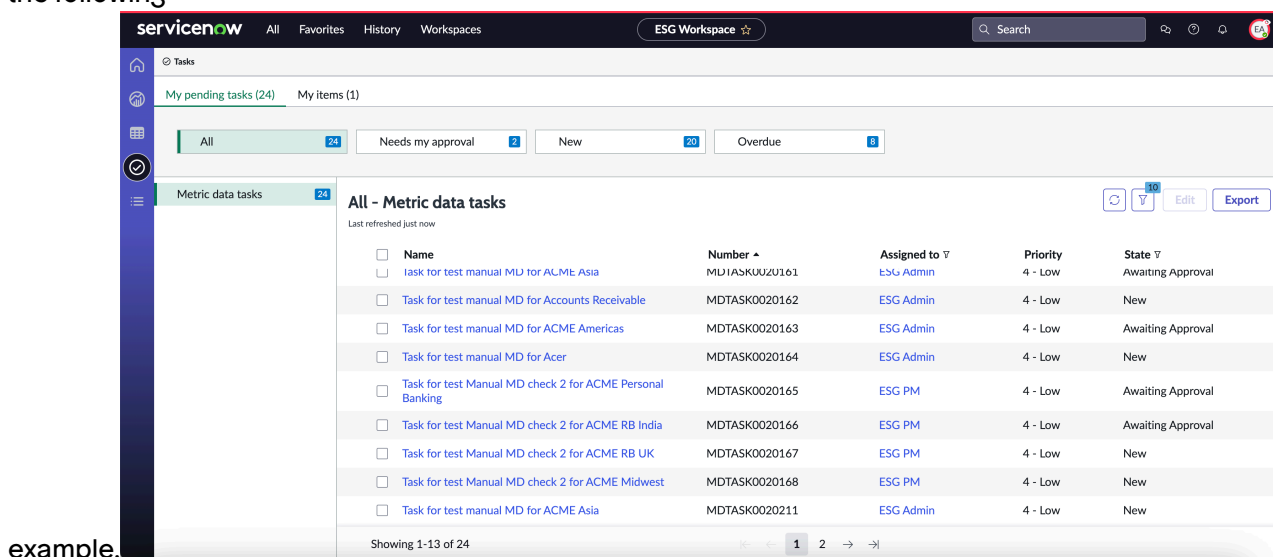 the following
servicenow All Favorites History Workspaces ESG Workspace ☆ Search EA
Tasks
My pending tasks (24) My items (1)
All 24 Needs my approval 2 New 20 Overdue 8
Metric data tasks 24
All - Metric data tasks 10 Edit Export
Last refreshed just now
Name Number Assigned to Priority State
Task for test manual MD for ACME Asia MDTASK0020161 ESG Admin 4 - Low Awaiting Approval
Task for test manual MD for Accounts Receivable MDTASK0020162 ESG Admin 4 - Low New
Task for test manual MD for ACME Americas MDTASK0020163 ESG Admin 4 - Low Awaiting Approval
Task for test manual MD for Acer MDTASK0020164 ESG Admin 4 - Low New
Task for test Manual MD check 2 for ACME Personal
Banking MDTASK0020165 ESG PM 4 - Low Awaiting Approval
Task for test Manual MD check 2 for ACME RB India MDTASK0020166 ESG PM 4 - Low Awaiting Approval
Task for test Manual MD check 2 for ACME RB UK MDTASK0020167 ESG PM 4 - Low New
Task for test Manual MD check 2 for ACME Midwest MDTASK0020168 ESG PM 4 - Low New
Task for test manual MD for ACME Asia MDTASK0020211 ESG Admin 4 - Low New
Showing 1-13 of 24 1 2
example.